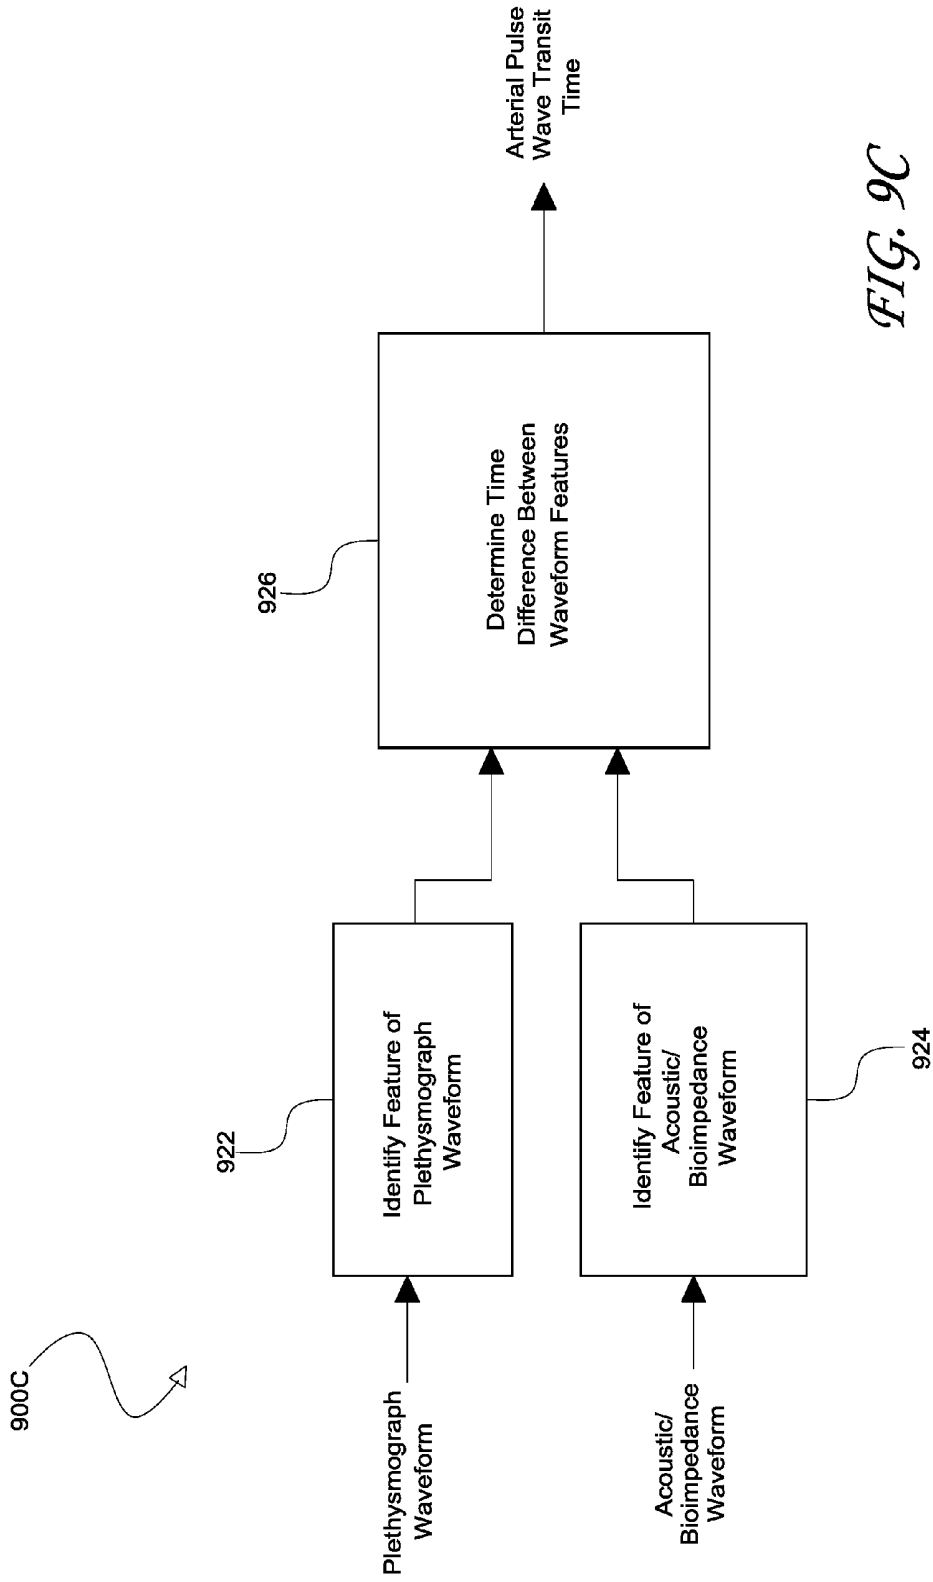 900C
Plethysmograph
Waveform
922
Identify Feature of
Plethysmograph
Waveform
Acoustic/
Bioimpedance
Waveform
Identify Feature of
Acoustic/
Bioimpedance
Waveform
924
926
Determine Time
Difference Between
Waveform Features
Arterial Pulse
Wave Transit
Time
FIG. 9C